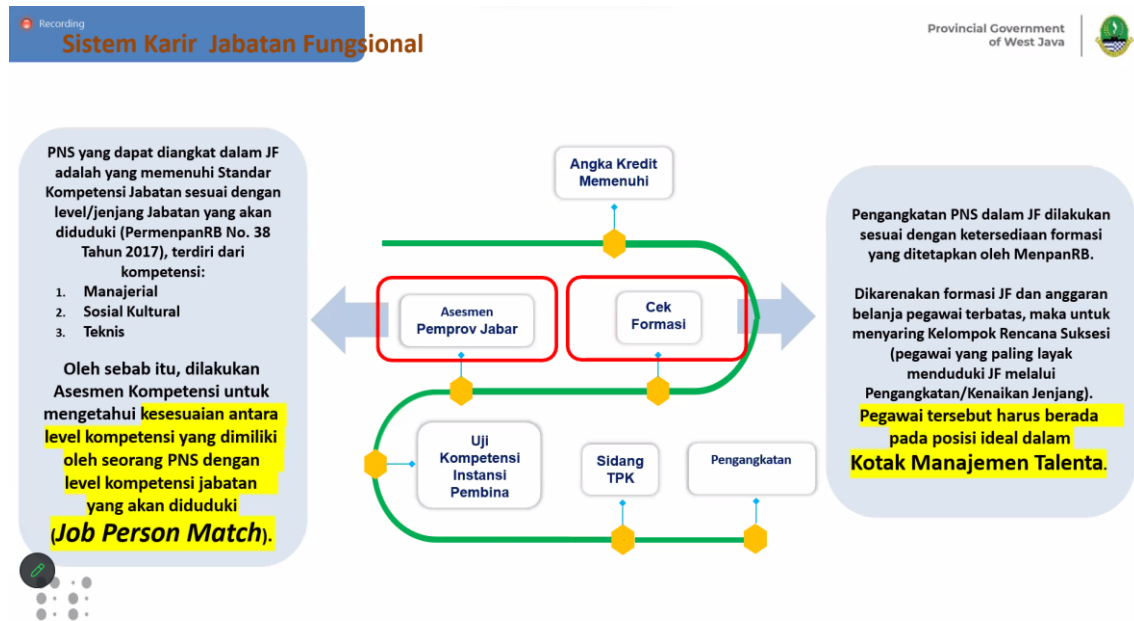 Recording
Sistem Karir Jabatan Fungsional
Provincial Government
of West Java
PNS yang dapat diangkat dalam JF
adalah yang memenuhi Standar
Kompetensi Jabatan sesuai dengan
level/jenjang Jabatan yang akan
diduduki (PermenpanRB No. 38
Tahun 2017), terdiri dari
kompetensi:
1. Manajerial
2. Sosial Kultural
3. Teknis
Oleh sebab itu, dilakukan
Asesmen Kompetensi untuk
mengetahui kesesuaian antara
level kompetensi yang dimiliki
oleh seorang PNS dengan
level kompetensi jabatan
yang akan diduduki
(Job Person Match).
Angka Kredit
Memenuhi
Cek
Formasi
Asesmen
Pemprov Jabar
Uji
Kompetensi
Instansi
Pembina
Sidang
TPK
Pengangkatan
Pengangkatan PNS dalam JF dilakukan
sesuai dengan ketersediaan formasi
yang ditetapkan oleh MenpanRB.
Dikarenakan formasi JF dan anggaran
belanja pegawai terbatas, maka untuk
menyaring Kelompok Rencana Suksesi
(pegawai yang paling layak
menduduki JF melalui
Pengangkatan/Kenaikan Jenjang).
Pegawai tersebut harus berada
pada posisi ideal dalam
Kotak Manajemen Talenta.